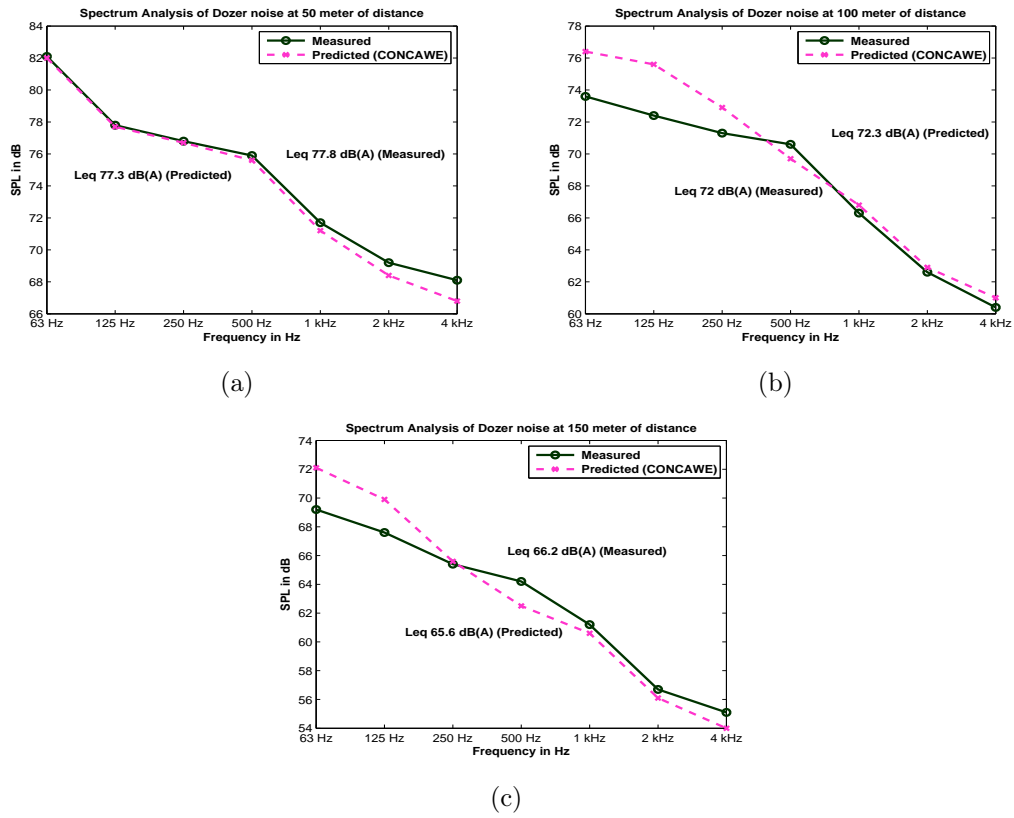 Spectrum Analysis of Dozer noise at 50 meter of distance
84
82
80
78
76
74
72
70
68
66
SPL in dB
Measured
Predicted (CONCAWE)
Leq 77.8 dB(A) (Measured)
Leq 77.3 dB(A) (Predicted)
63 Hz 125 Hz 250 Hz 500 Hz 1 kHz 2 kHz 4 kHz
Frequency in Hz
(a)
Spectrum Analysis of Dozer noise at 100 meter of distance
78
76
74
72
70
68
66
64
62
60
SPL in dB
Measured
Predicted (CONCAWE)
Leq 72.3 dB(A) (Predicted)
Leq 72 dB(A) (Measured)
63 Hz 125 Hz 250 Hz 500 Hz 1 kHz 2 kHz 4 kHz
Frequency in Hz
(b)
Spectrum Analysis of Dozer noise at 150 meter of distance
74
72
70
68
66
64
62
60
58
56
54
SPL in dB
Measured
Predicted (CONCAWE)
Leq 66.2 dB(A) (Measured)
Leq 65.6 dB(A) (Predicted)
63 Hz 125 Hz 250 Hz 500 Hz 1 kHz 2 kHz 4 kHz
Frequency in Hz
(c)